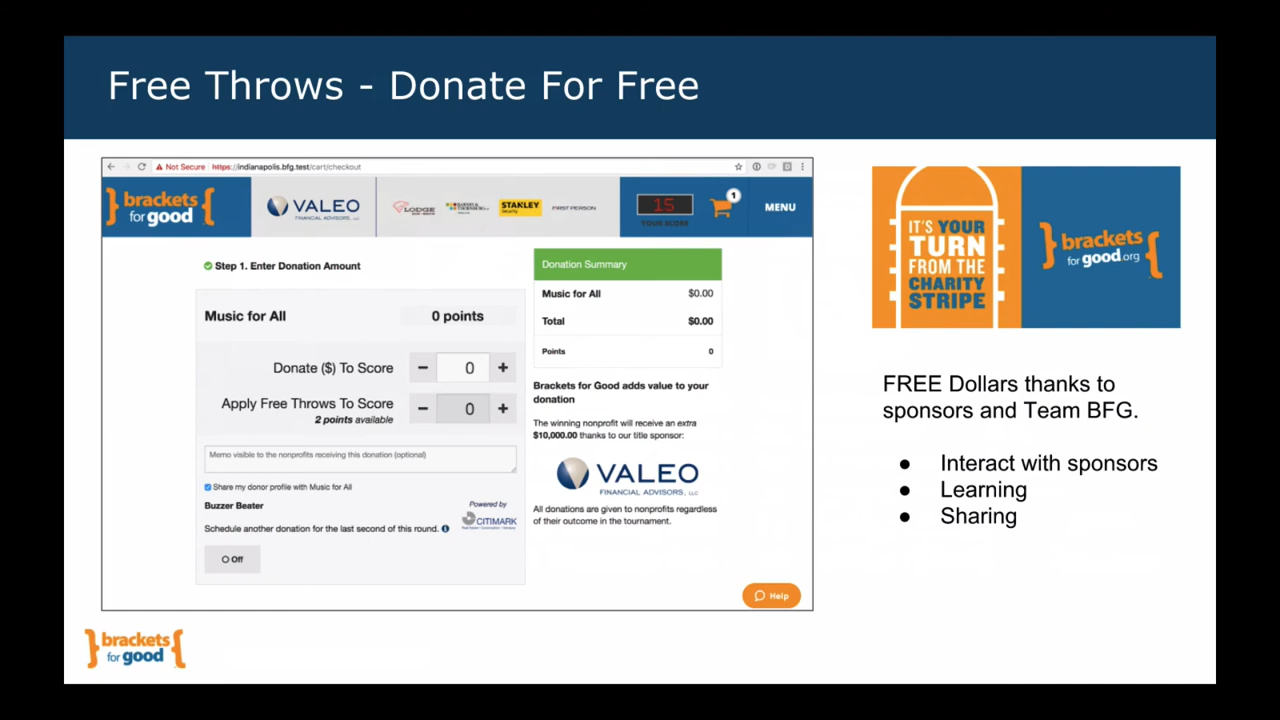 Free Throws - Donate For Free
Not Secure https://indianapolis.bfg.test/cart/checkout
brackets
for good
VALEO
FINANCIAL ADVISORS, LLC
LODGE
STANLEY
Security
FIRST PERSON
15
YOUR SCORE
1
MENU
Step 1. Enter Donation Amount
Music for All 0 points
Donate ($) To Score − 0 +
Apply Free Throws To Score − 0 +
2 points available
Memo visible to the nonprofits receiving this donation (optional)
Share my donor profile with Music for All
Buzzer Beater
Schedule another donation for the last second of this round.
Powered by
CITIMARK
Off
Donation Summary
Music for All $0.00
Total $0.00
Points 0
Brackets for Good adds value to your
donation
The winning nonprofit will receive an extra
$10,000.00 thanks to our title sponsor:
VALEO
FINANCIAL ADVISORS, LLC
All donations are given to nonprofits regardless
of their outcome in the tournament.
Help
IT'S YOUR
TURN
FROM THE
CHARITY
STRIPE
brackets
for good.org
FREE Dollars thanks to
sponsors and Team BFG.
● Interact with sponsors
● Learning
● Sharing
brackets
for good